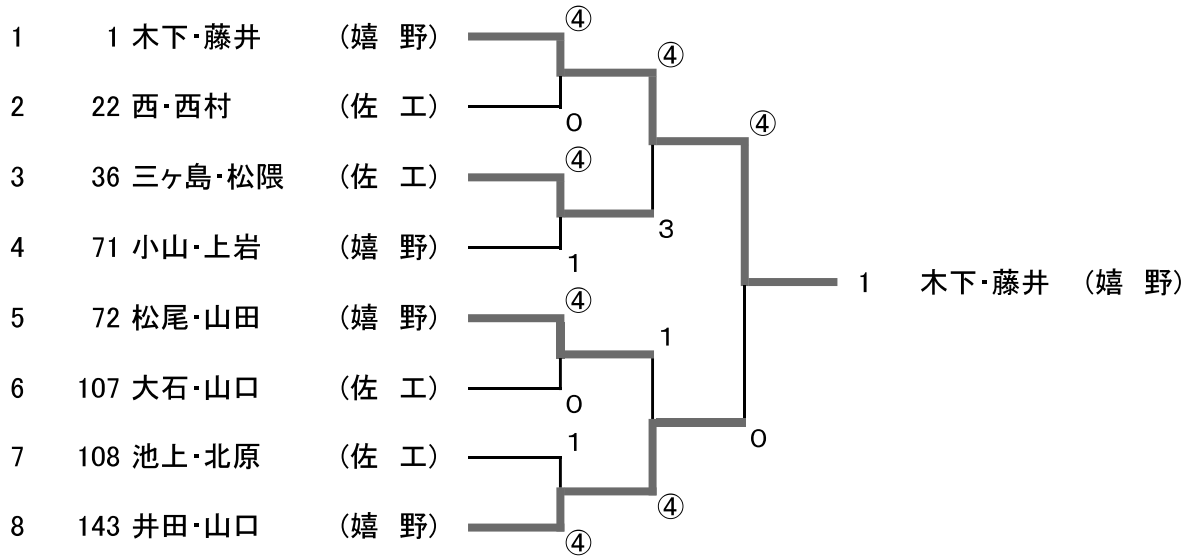 ④
1 1 木下・藤井 (嬉 野)
④
2 22 西・西村 (佐 工)
0
④
④
3 36 三ヶ島・松隈 (佐 工)
3
4 71 小山・上岩 (嬉 野)
1
1 木下・藤井 (嬉 野)
④
5 72 松尾・山田 (嬉 野)
1
6 107 大石・山口 (佐 工)
0
0
1
7 108 池上・北原 (佐 工)
④
8 143 井田・山口 (嬉 野)
④